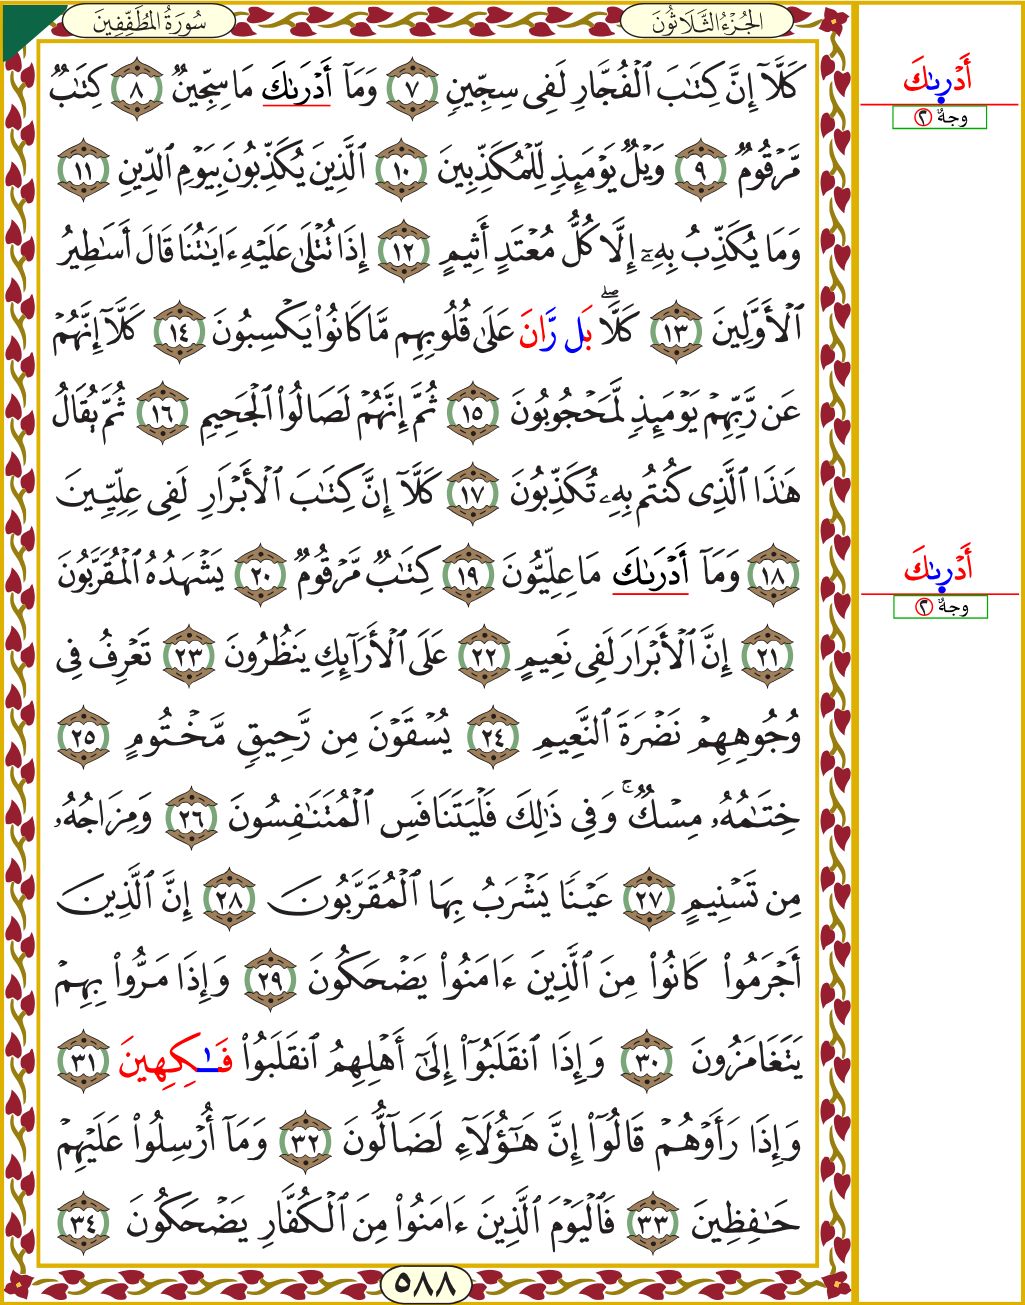 سُورَةُ المُطَفِّفِينَ
الجُزْءُ الثَّلَاثُونَ
كَلَّآ إِنَّ كِتَٰبَ ٱلْفُجَّارِ لَفِى سِجِّينٍ ٧ وَمَآ أَدْرَىٰكَ مَا سِجِّينٌ ٨ كِتَٰبٌ
مَّرْقُومٌ ٩ وَيْلٌ يَوْمَئِذٍ لِّلْمُكَذِّبِينَ ١٠ ٱلَّذِينَ يُكَذِّبُونَ بِيَوْمِ ٱلدِّينِ ١١
وَمَا يُكَذِّبُ بِهِۦٓ إِلَّا كُلُّ مُعْتَدٍ أَثِيمٍ ١٢ إِذَا تُتْلَىٰ عَلَيْهِ ءَايَٰتُنَا قَالَ أَسَٰطِيرُ
ٱلْأَوَّلِينَ ١٣ كَلَّاۖ بَل رَّانَ عَلَىٰ قُلُوبِهِم مَّا كَانُوا۟ يَكْسِبُونَ ١٤ كَلَّآ إِنَّهُمْ
عَن رَّبِّهِمْ يَوْمَئِذٍ لَّمَحْجُوبُونَ ١٥ ثُمَّ إِنَّهُمْ لَصَالُوا۟ ٱلْجَحِيمِ ١٦ ثُمَّ يُقَالُ
هَٰذَا ٱلَّذِى كُنتُم بِهِۦ تُكَذِّبُونَ ١٧ كَلَّآ إِنَّ كِتَٰبَ ٱلْأَبْرَارِ لَفِى عِلِّيِّينَ
١٨ وَمَآ أَدْرَىٰكَ مَا عِلِّيُّونَ ١٩ كِتَٰبٌ مَّرْقُومٌ ٢٠ يَشْهَدُهُ ٱلْمُقَرَّبُونَ
٢١ إِنَّ ٱلْأَبْرَارَ لَفِى نَعِيمٍ ٢٢ عَلَى ٱلْأَرَآئِكِ يَنظُرُونَ ٢٣ تَعْرِفُ فِى
وُجُوهِهِمْ نَضْرَةَ ٱلنَّعِيمِ ٢٤ يُسْقَوْنَ مِن رَّحِيقٍ مَّخْتُومٍ ٢٥
خِتَٰمُهُۥ مِسْكٌۚ وَفِى ذَٰلِكَ فَلْيَتَنَافَسِ ٱلْمُتَنَٰفِسُونَ ٢٦ وَمِزَاجُهُۥ
مِن تَسْنِيمٍ ٢٧ عَيْنًا يَشْرَبُ بِهَا ٱلْمُقَرَّبُونَ ٢٨ إِنَّ ٱلَّذِينَ
أَجْرَمُوا۟ كَانُوا۟ مِنَ ٱلَّذِينَ ءَامَنُوا۟ يَضْحَكُونَ ٢٩ وَإِذَا مَرُّوا۟ بِهِمْ
يَتَغَامَزُونَ ٣٠ وَإِذَا ٱنقَلَبُوٓا۟ إِلَىٰٓ أَهْلِهِمُ ٱنقَلَبُوا۟ فَٰكِهِينَ ٣١
وَإِذَا رَأَوْهُمْ قَالُوٓا۟ إِنَّ هَٰٓؤُلَآءِ لَضَآلُّونَ ٣٢ وَمَآ أُرْسِلُوا۟ عَلَيْهِمْ
حَٰفِظِينَ ٣٣ فَٱلْيَوْمَ ٱلَّذِينَ ءَامَنُوا۟ مِنَ ٱلْكُفَّارِ يَضْحَكُونَ ٣٤
٥٨٨
أَدْرَىٰكَ
وجهٌ ٢
أَدْرَىٰكَ
وجهٌ ٢